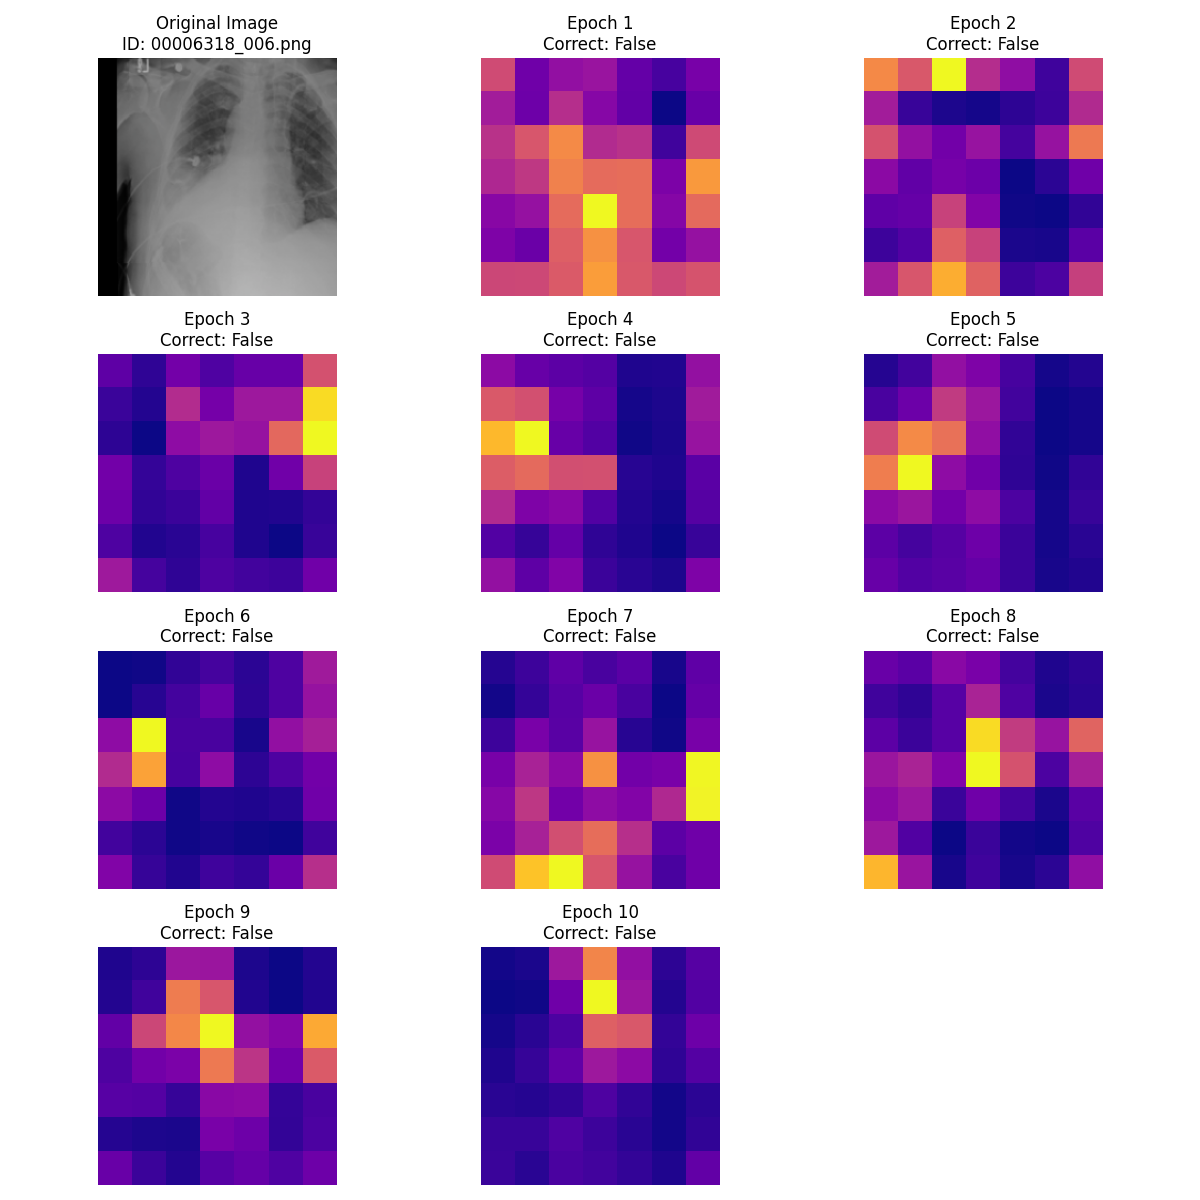 Original Image
ID: 00006318_006.png
Epoch 1
Correct: False
Epoch 2
Correct: False
Epoch 3
Correct: False
Epoch 4
Correct: False
Epoch 5
Correct: False
Epoch 6
Correct: False
Epoch 7
Correct: False
Epoch 8
Correct: False
Epoch 9
Correct: False
Epoch 10
Correct: False